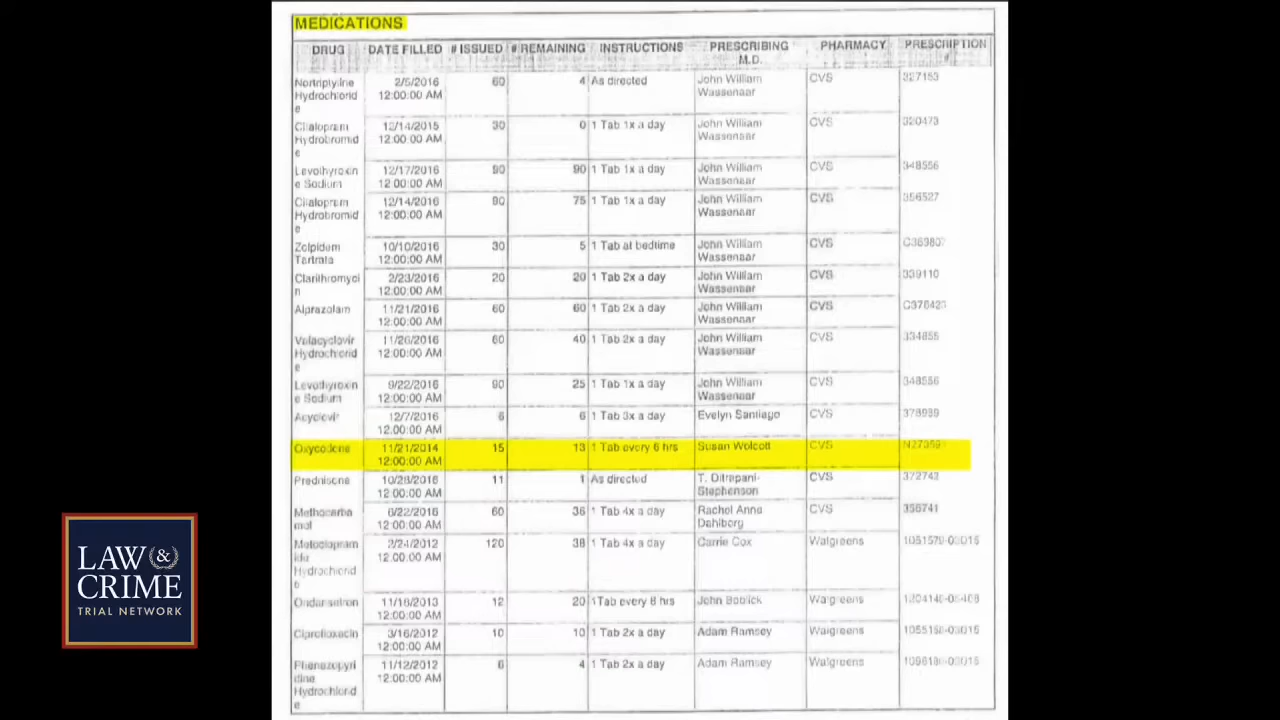 MEDICATIONS
DRUG DATE FILLED # ISSUED # REMAINING INSTRUCTIONS PRESCRIBING M.D. PHARMACY PRESCRIPTION #
Nortriptyline Hydrochloride 2/5/2016 12:00:00 AM 60 4 As directed John William Wassenaar CVS 327153
Citalopram Hydrobromide 12/14/2015 12:00:00 AM 30 0 1 Tab 1x a day John William Wassenaar CVS 320473
Levothyroxine Sodium 12/17/2016 12:00:00 AM 90 90 1 Tab 1x a day John William Wassenaar CVS 348556
Citalopram Hydrobromide 12/14/2016 12:00:00 AM 75 1 Tab 1x a day John William Wassenaar CVS 356527
Zolpidem Tartrate 10/10/2016 12:00:00 AM 30 5 1 Tab at bedtime John William Wassenaar CVS
Clarithromycin 2/23/2016 12:00:00 AM 20 20 1 Tab 2x a day John William Wassenaar CVS 339110
Alprazolam 11/21/2016 12:00:00 AM 60 60 1 Tab 2x a day John William Wassenaar CVS
Valacyclovir Hydrochloride 11/26/2016 12:00:00 AM 60 40 1 Tab 2x a day John William Wassenaar CVS
Levothyroxine Sodium 9/22/2016 12:00:00 AM 90 25 1 Tab 1x a day John William Wassenaar CVS 348556
Acyclovir 12/7/2016 12:00:00 AM 6 6 1 Tab 3x a day Evelyn Santiago CVS
Oxycodone 11/21/2014 12:00:00 AM 15 13 1 Tab every 6 hrs Susan Wolcott CVS
Prednisone 10/28/2016 12:00:00 AM 11 1 As directed T. Ditrapani-Stephenson CVS 372742
Methocarbamol 6/22/2016 12:00:00 AM 60 36 1 Tab 4x a day Rachel Anna Dahlborg CVS 356741
Metoclopramide Hydrochloride 2/24/2012 12:00:00 AM 120 38 1 Tab 4x a day Carrie Cox Walgreens
Ondansetron 11/16/2013 12:00:00 AM 12 20 1Tab every 8 hrs John Walgreens
Ciprofloxacin 3/16/2012 12:00:00 AM 10 10 1 Tab 2x a day Adam Ramsey Walgreens
Phenazopyridine Hydrochloride 11/12/2012 12:00:00 AM 6 4 1 Tab 2x a day Adam Ramsey Walgreens
LAW &
CRIME
TRIAL NETWORK